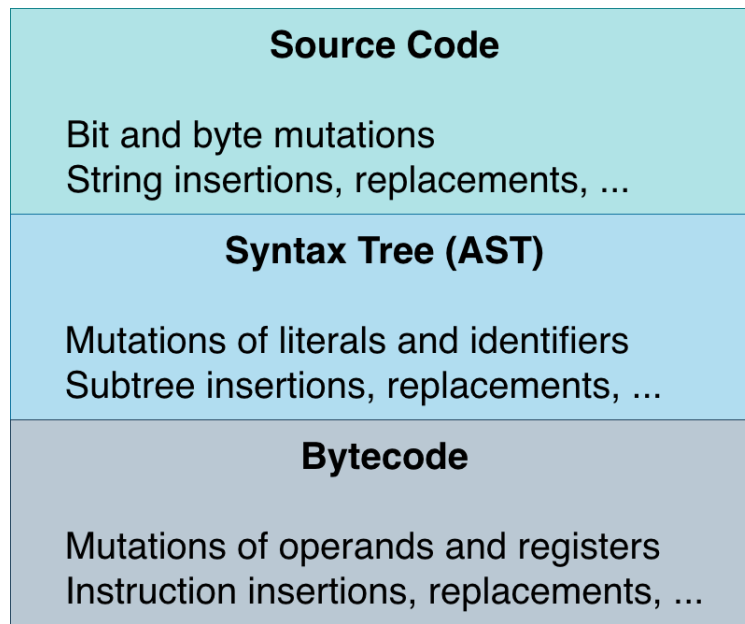 Source Code
Bit and byte mutations
String insertions, replacements, ...
Syntax Tree (AST)
Mutations of literals and identifiers
Subtree insertions, replacements, ...
Bytecode
Mutations of operands and registers
Instruction insertions, replacements, ...